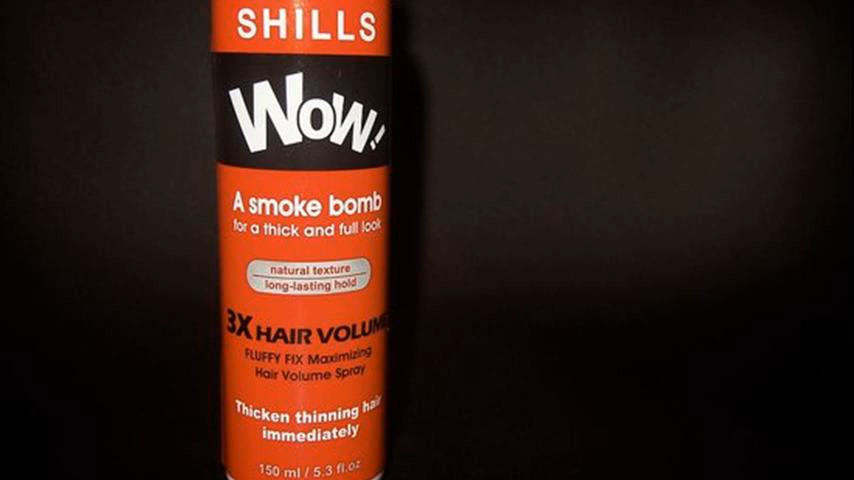 SHILLS
Wow!
A smoke bomb
for a thick and full look
natural texture
long-lasting hold
3X HAIR VOLUME
FLUFFY FIX Maximizing
Hair Volume Spray
Thicken thinning hair
immediately
150 ml / 5.3 fl.oz